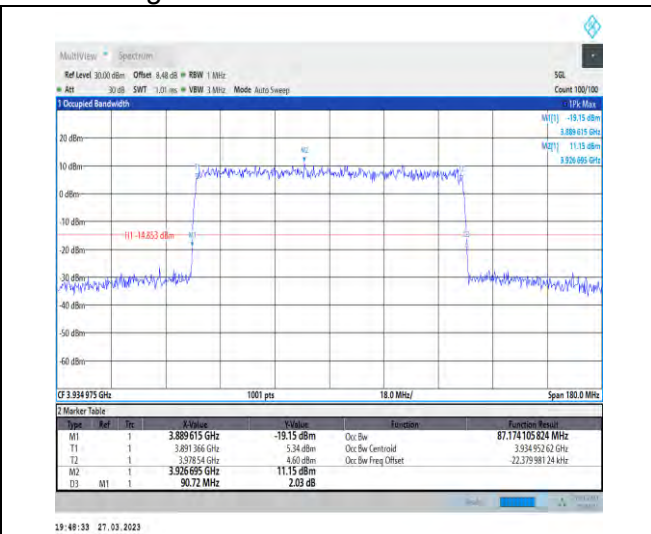 MultiView Spectrum
Ref Level 30.00 dBm Offset 8.48 dB RBW 1 MHz SGL
Att 30 dB SWT 1.01 ms VBW 3 MHz Mode Auto Sweep Count 100/100
1 Occupied Bandwidth 1Pk Max
M1[1] -19.15 dBm
3.889 615 GHz
M2[1] 11.15 dBm
3.926 695 GHz
20 dBm
M2
10 dBm
0 dBm
-10 dBm
H1 -14.853 dBm M1
-20 dBm
-30 dBm
-40 dBm
-50 dBm
-60 dBm
CF 3.934 975 GHz 1001 pts 18.0 MHz/ Span 180.0 MHz
2 Marker Table
Type Ref Trc X-Value Y-Value Function Function Result
M1 1 3.889 615 GHz -19.15 dBm Occ Bw 87.174 105 824 MHz
T1 1 3.891 366 GHz 5.34 dBm Occ Bw Centroid 3.934 952 62 GHz
T2 1 3.978 54 GHz 4.60 dBm Occ Bw Freq Offset -22.379 981 24 kHz
M2 1 3.926 695 GHz 11.15 dBm
D3 M1 1 90.72 MHz 2.03 dB
19:48:33 27.03.2023